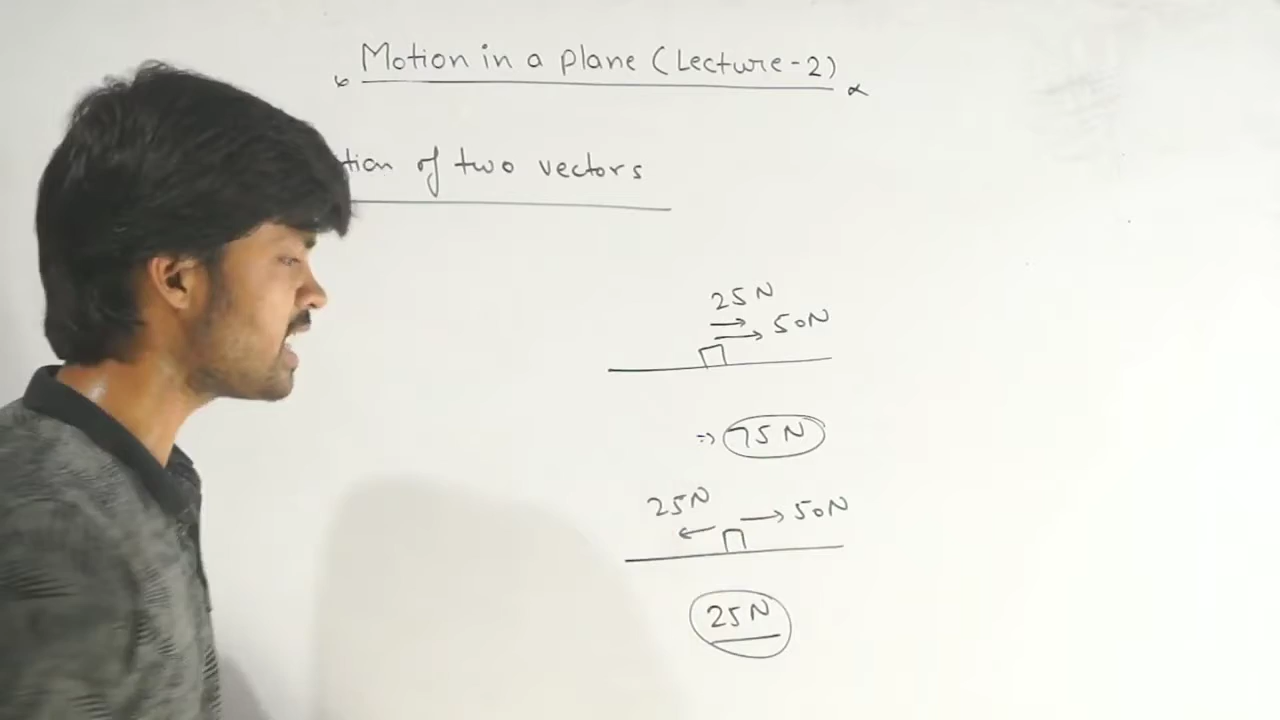 Motion in a plane (Lecture-2)
tion of two vectors
25N
50N
75N
25N
50N
25N